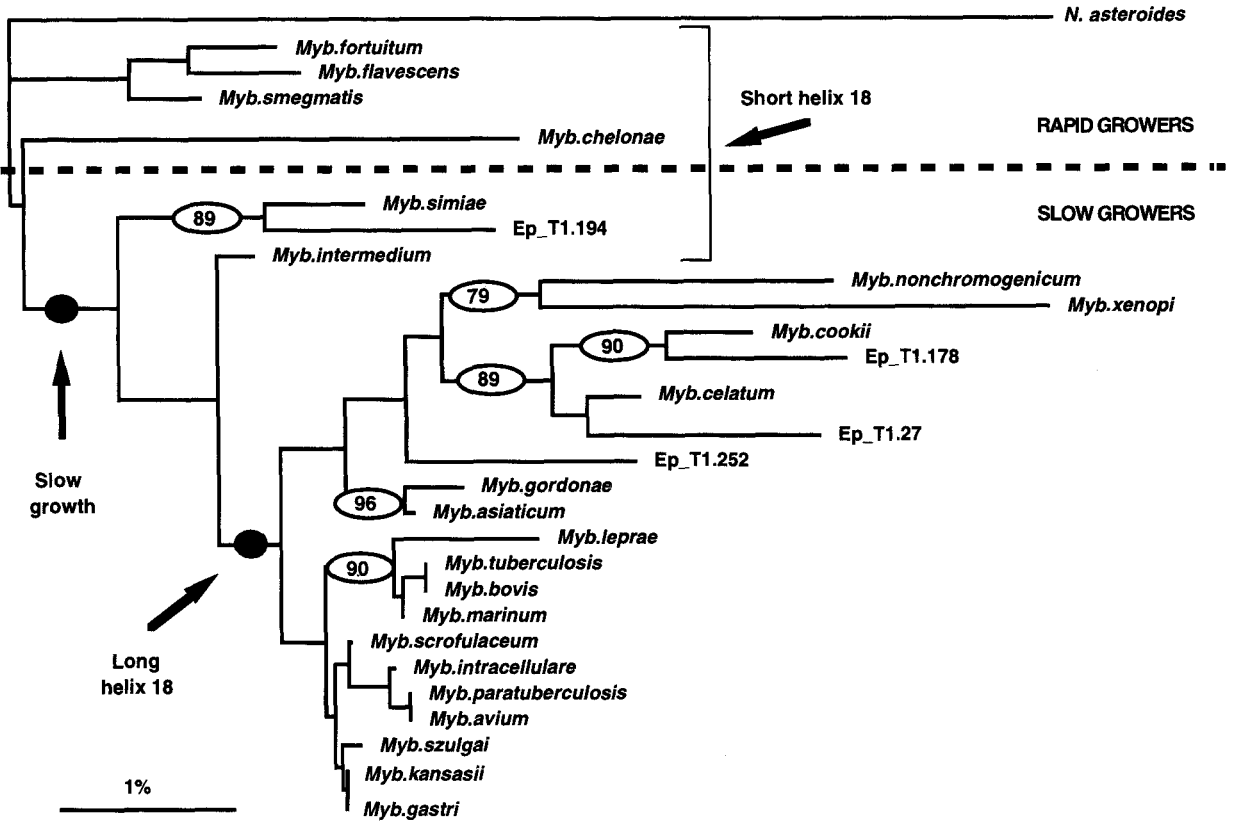 N. asteroides
Myb.fortuitum
Myb.flavescens
Myb.smegmatis
Short helix 18
RAPID GROWERS
Myb.chelonae
Myb.simiae
89
SLOW GROWERS
Ep_T1.194
Myb.intermedium
Myb.nonchromogenicum
79
Myb.xenopi
Myb.cookii
90
Ep_T1.178
89
Myb.celatum
Ep_T1.27
Ep_T1.252
Slow
growth
Myb.gordonae
96
Myb.asiaticum
Myb.leprae
Myb.tuberculosis
90
Myb.bovis
Myb.marinum
Myb.scrofulaceum
Long
helix 18
Myb.intracellulare
Myb.paratuberculosis
Myb.avium
Myb.szulgai
Myb.kansasii
1%
Myb.gastri